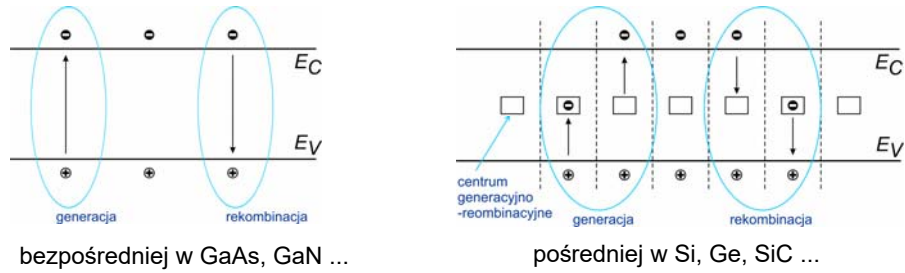 E_C
E_V
generacja
rekombinacja
bezpośredniej w GaAs, GaN ...
E_C
E_V
centrum
generacyjno
-reombinacyjne
generacja
rekombinacja
pośredniej w Si, Ge, SiC ...